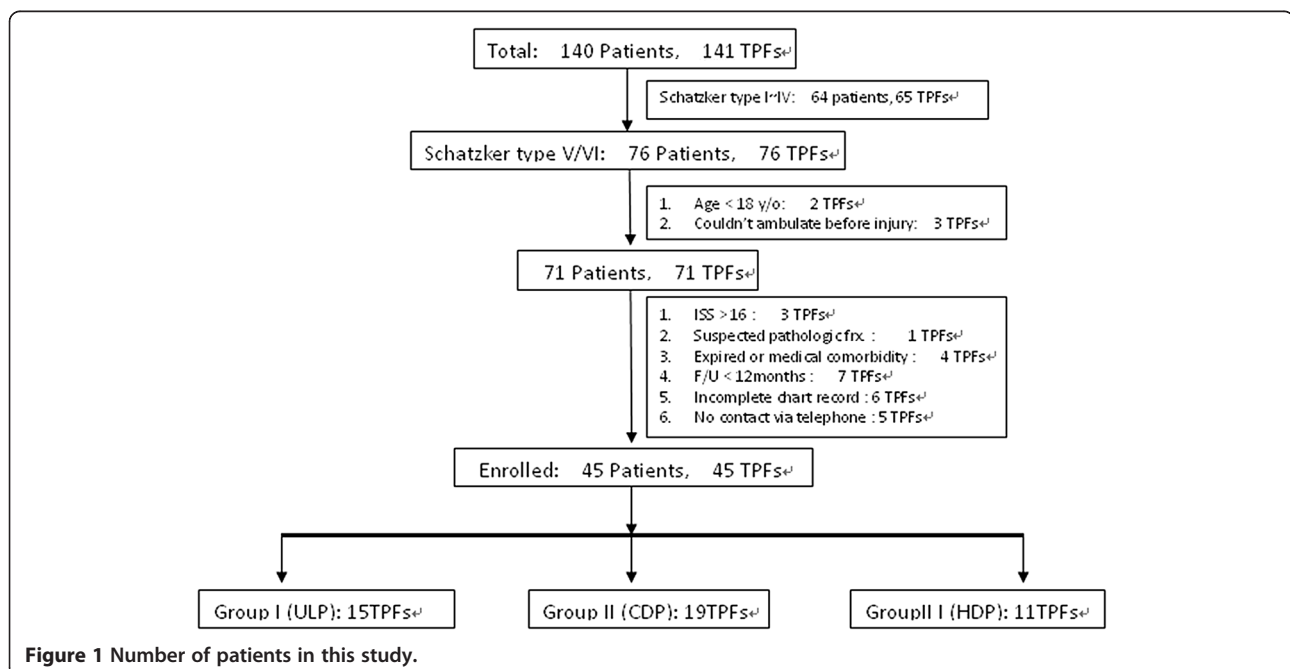 Total: 140 Patients, 141 TPFs↵
Schatzker type I~IV: 64 patients, 65 TPFs↵
Schatzker type V/VI: 76 Patients, 76 TPFs↵
1. Age < 18 y/o: 2 TPFs↵
2. Couldn't ambulate before injury: 3 TPFs↵
71 Patients, 71 TPFs↵
1. ISS >16 : 3 TPFs↵
2. Suspected pathologic frx. : 1 TPFs↵
3. Expired or medical comorbidity : 4 TPFs↵
4. F/U < 12months : 7 TPFs↵
5. Incomplete chart record : 6 TPFs↵
6. No contact via telephone : 5 TPFs↵
Enrolled: 45 Patients, 45 TPFs↵
Group I (ULP): 15TPFs↵
Group II (CDP): 19TPFs↵
GroupII I (HDP): 11TPFs↵
Figure 1 Number of patients in this study.